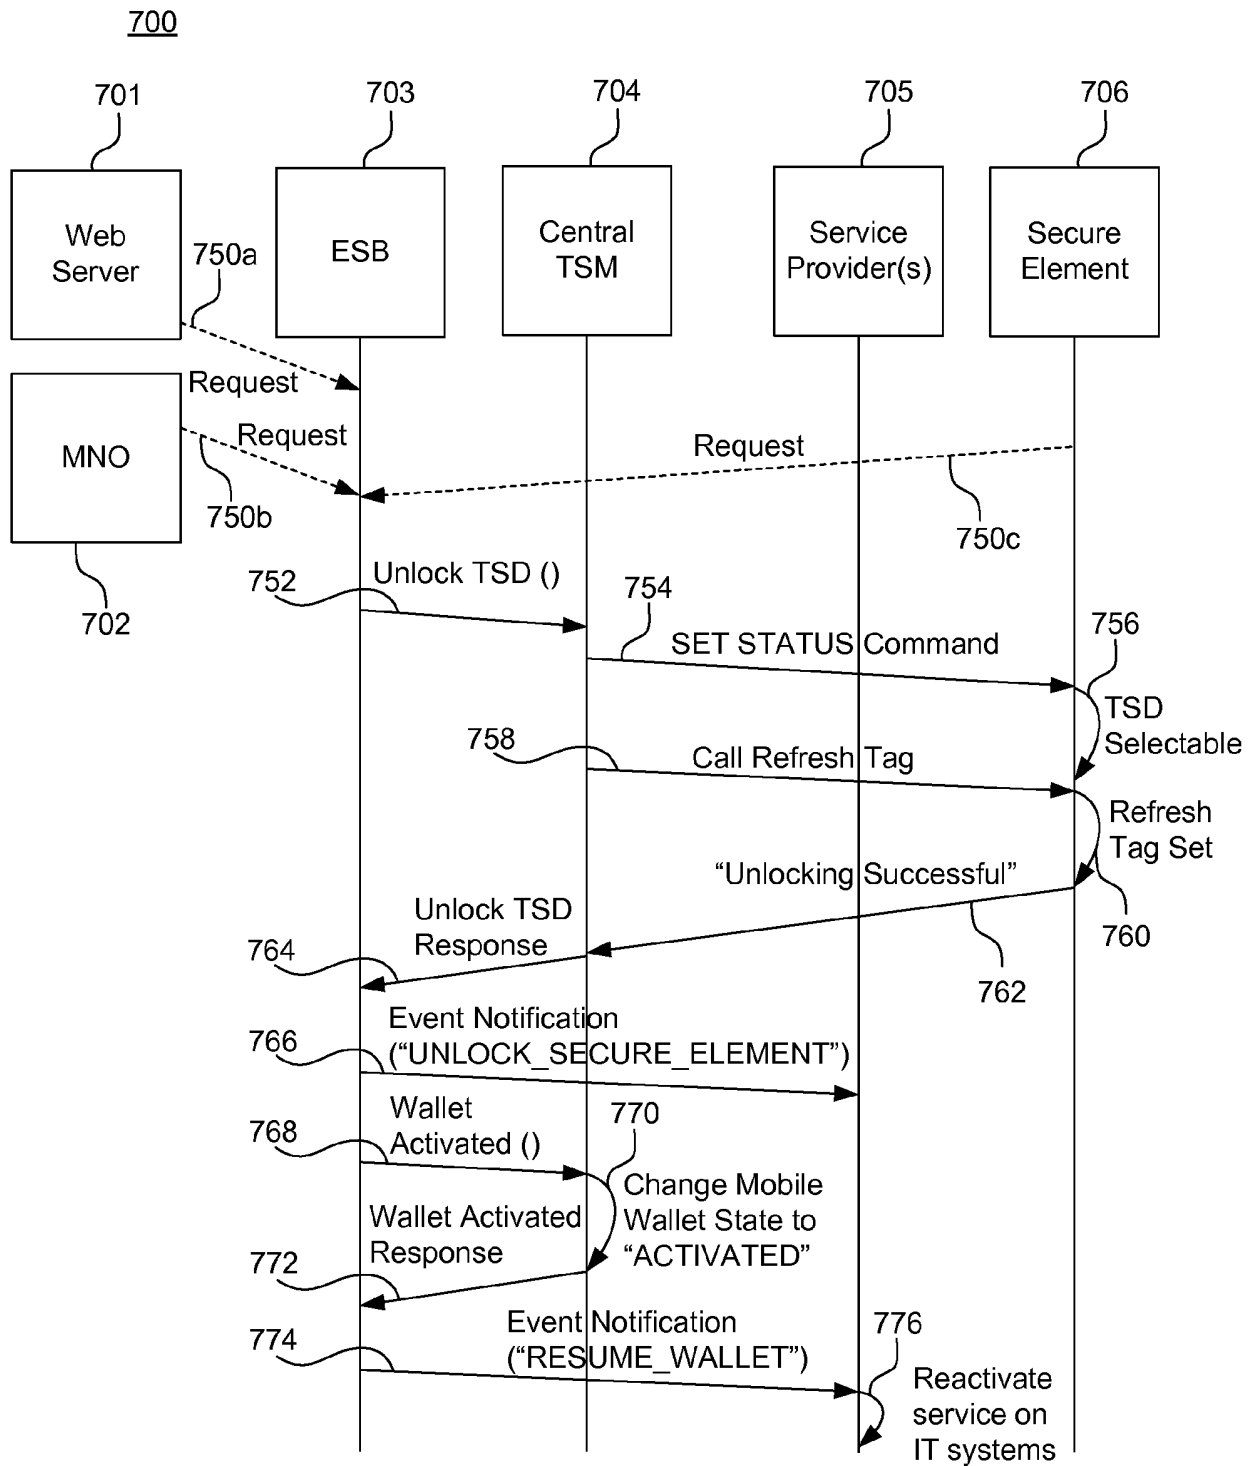 700
701
703
704
705
706
Web
Server
ESB
Central
TSM
Service
Provider(s)
Secure
Element
750a
Request
MNO
Request
Request
750b
750c
702
752
Unlock TSD ()
754
SET STATUS Command
756
TSD
Selectable
758
Call Refresh Tag
Refresh
Tag Set
“Unlocking Successful”
760
Unlock TSD
Response
764
762
Event Notification
(“UNLOCK_SECURE_ELEMENT”)
766
Wallet
Activated ()
768
770
Change Mobile
Wallet State to
“ACTIVATED”
Wallet Activated
Response
772
Event Notification
(“RESUME_WALLET”)
774
776
Reactivate
service on
IT systems